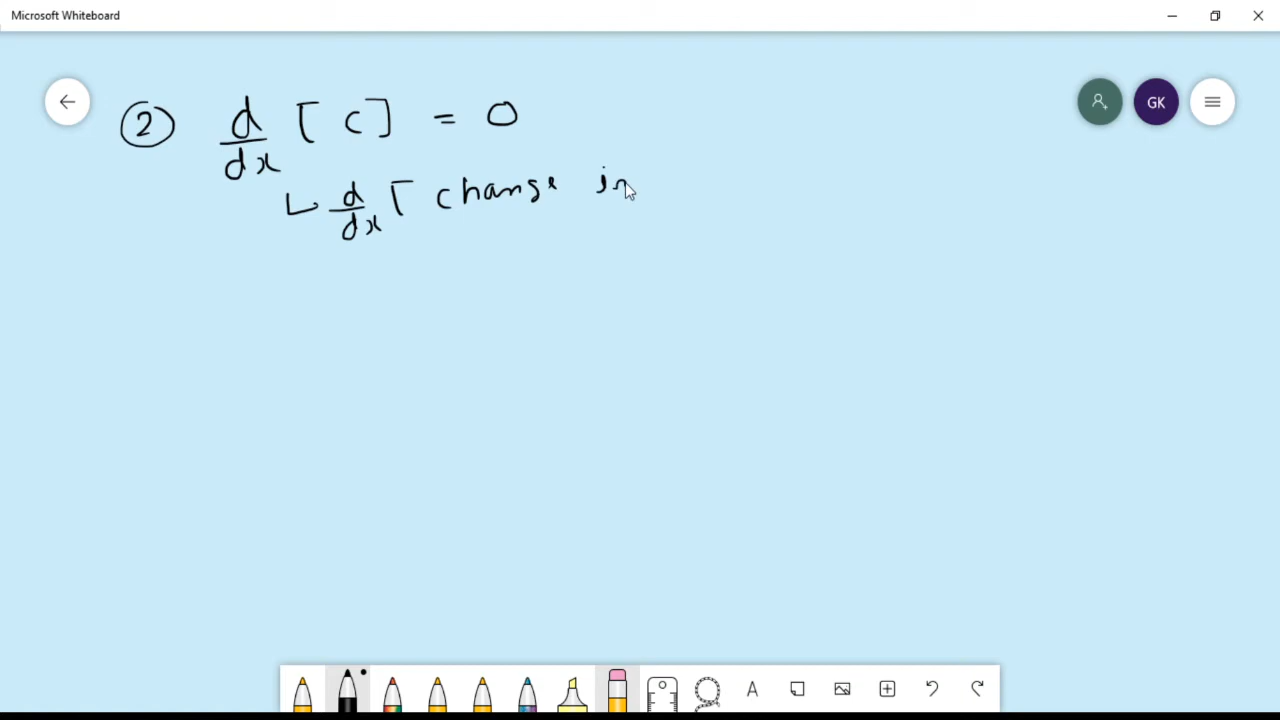 Microsoft Whiteboard
② d/dx [c] = 0
↳ d/dx [ change in
GK
A